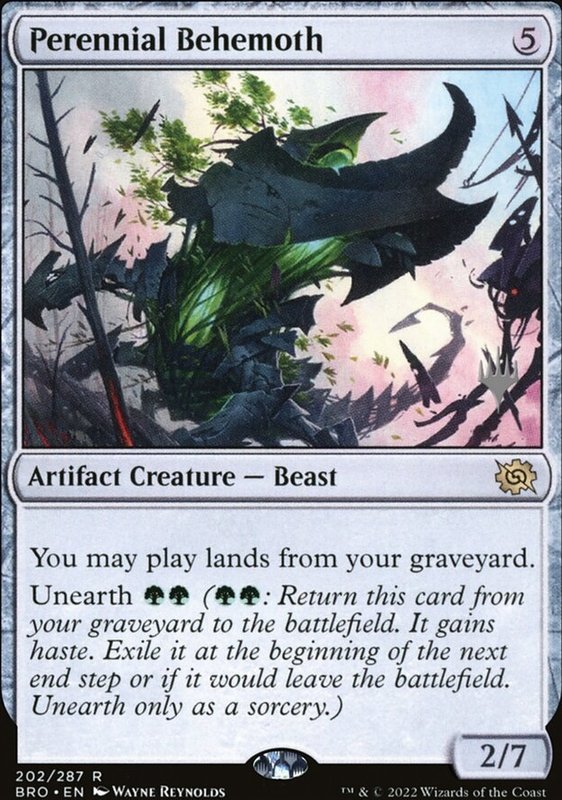 Perennial Behemoth 5
Artifact Creature — Beast
You may play lands from your graveyard.
Unearth (: Return this card from
your graveyard to the battlefield. It gains
haste. Exile it at the beginning of the next
end step or if it would leave the battlefield.
Unearth only as a sorcery.)
2/7
202/287 R
BRO • EN Wayne Reynolds
™ & © 2022 Wizards of the Coast